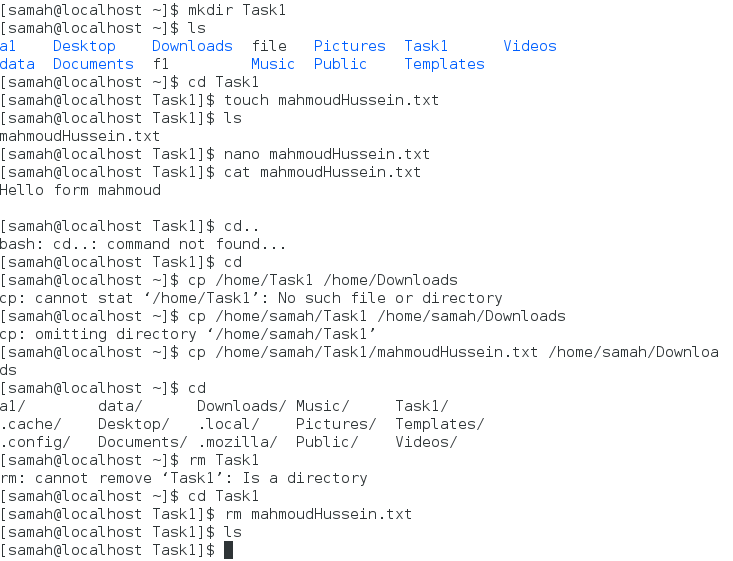 [samah@localhost ~]$ mkdir Task1
[samah@localhost ~]$ ls
a1    Desktop    Downloads  file   Pictures  Task1      Videos
data  Documents  f1         Music  Public    Templates
[samah@localhost ~]$ cd Task1
[samah@localhost Task1]$ touch mahmoudHussein.txt
[samah@localhost Task1]$ ls
mahmoudHussein.txt
[samah@localhost Task1]$ nano mahmoudHussein.txt
[samah@localhost Task1]$ cat mahmoudHussein.txt
Hello form mahmoud

[samah@localhost Task1]$ cd..
bash: cd..: command not found...
[samah@localhost Task1]$ cd
[samah@localhost ~]$ cp /home/Task1 /home/Downloads
cp: cannot stat ‘/home/Task1’: No such file or directory
[samah@localhost ~]$ cp /home/samah/Task1 /home/samah/Downloads
cp: omitting directory ‘/home/samah/Task1’
[samah@localhost ~]$ cp /home/samah/Task1/mahmoudHussein.txt /home/samah/Downloa
ds
[samah@localhost ~]$ cd
a1/        data/      Downloads/ Music/     Task1/
.cache/    Desktop/   .local/    Pictures/  Templates/
.config/   Documents/ .mozilla/  Public/    Videos/
[samah@localhost ~]$ rm Task1
rm: cannot remove ‘Task1’: Is a directory
[samah@localhost ~]$ cd Task1
[samah@localhost Task1]$ rm mahmoudHussein.txt
[samah@localhost Task1]$ ls
[samah@localhost Task1]$